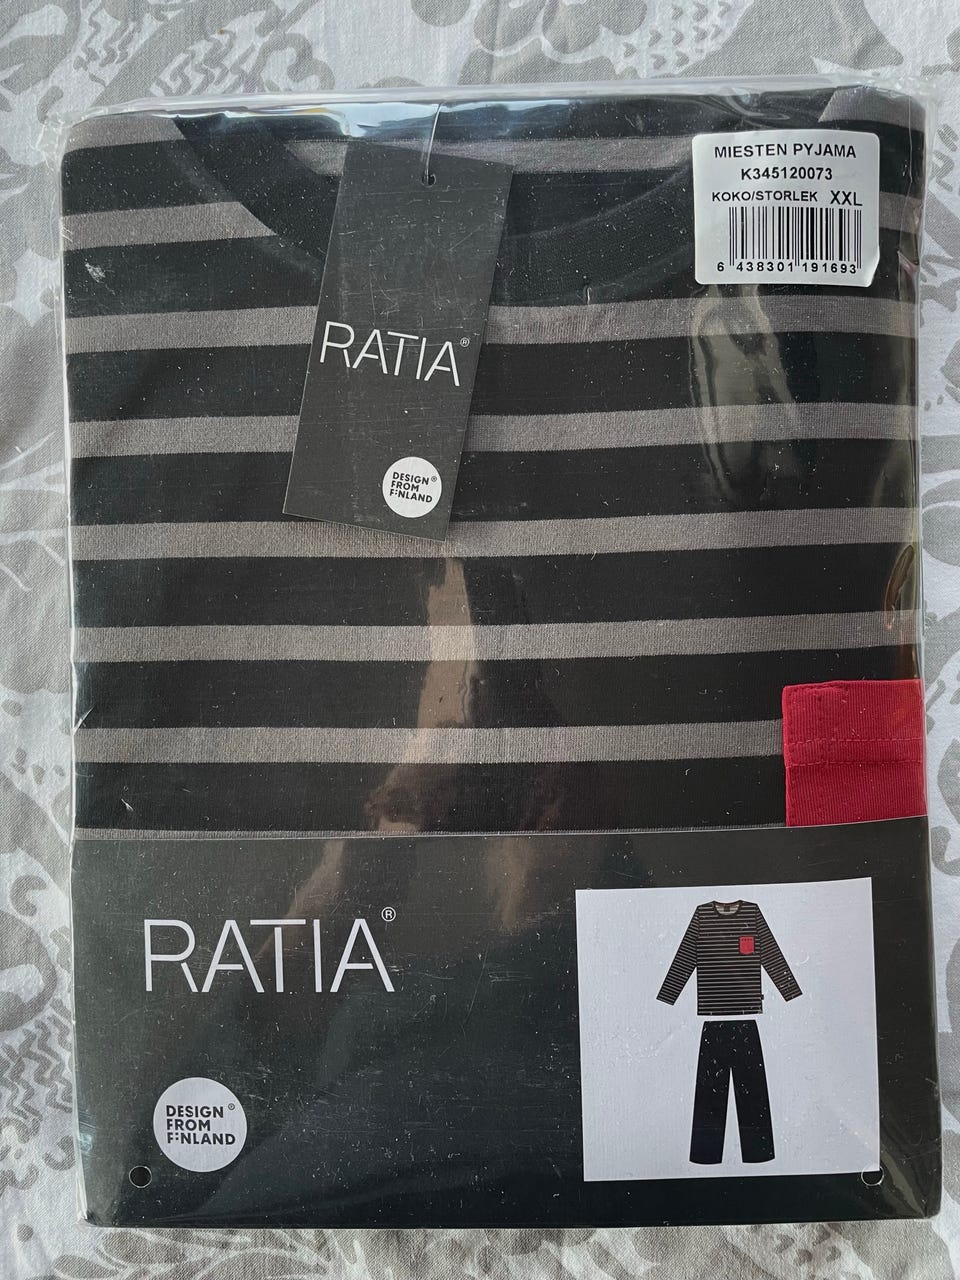 MIESTEN PYJAMA
K345120073
KOKO/STORLEK XXL
6 438301 191693
RATIA®
DESIGN®
FROM
FINLAND
RATIA®
DESIGN®
FROM
FINLAND